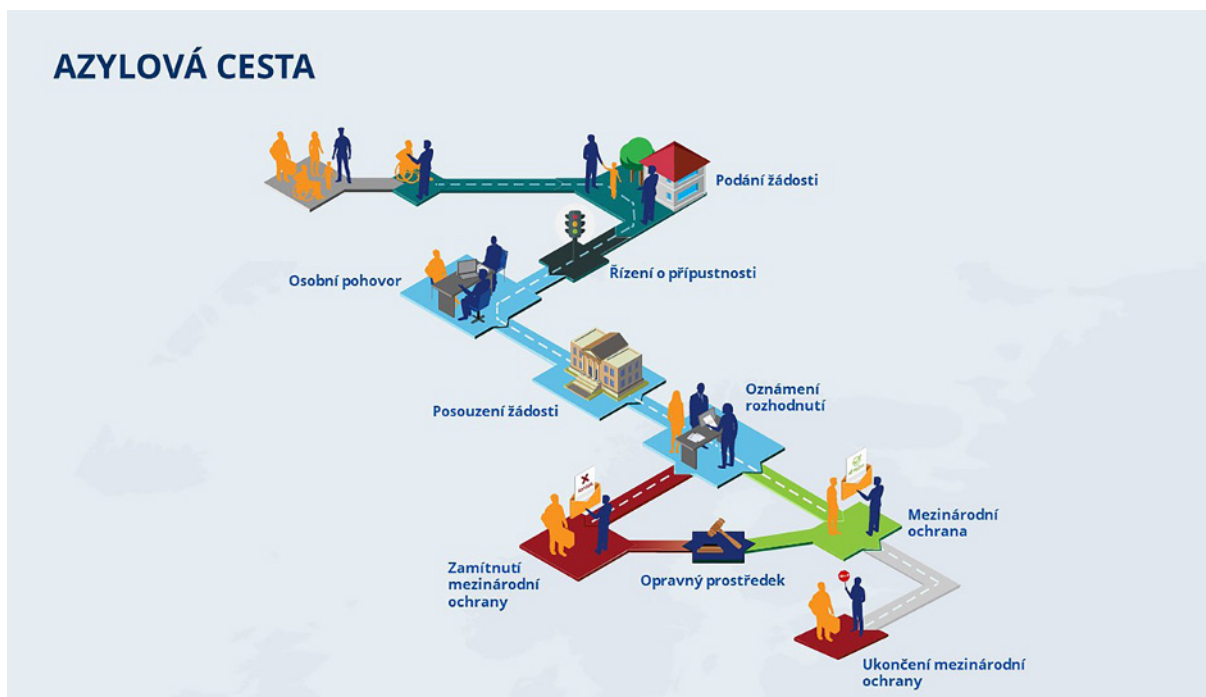 AZYLOVÁ CESTA
Podání žádosti
Řízení o přípustnosti
Osobní pohovor
Posouzení žádosti
Oznámení
rozhodnutí
Mezinárodní
ochrana
Zamítnutí
mezinárodní
ochrany
Opravný prostředek
Ukončení mezinárodní
ochrany